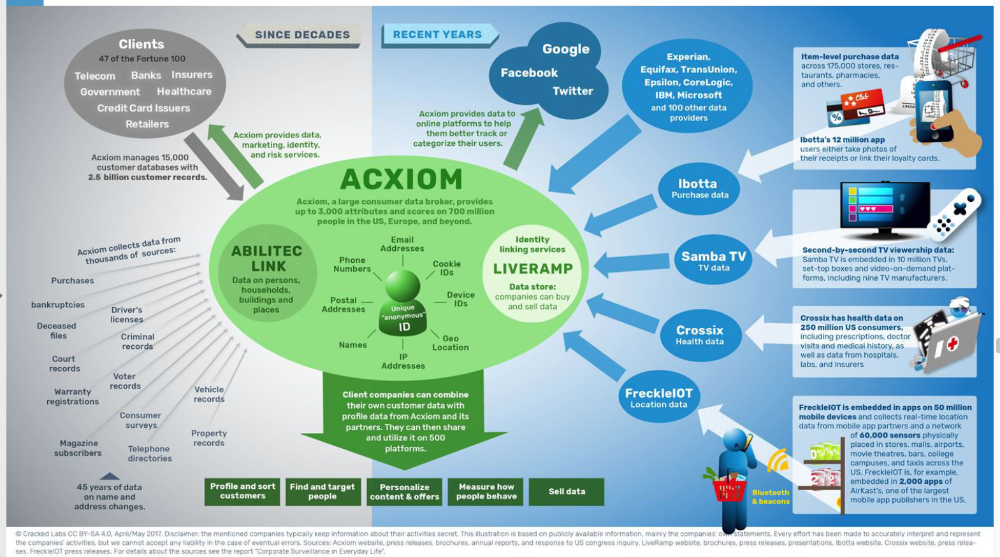 SINCE DECADES
RECENT YEARS
Clients
47 of the Fortune 100
Telecom Banks Insurers
Government Healthcare
Credit Card Issuers
Retailers
Acxiom manages 15,000
customer databases with
2.5 billion customer records.
Acxiom provides data,
marketing, identity,
and risk services.
Acxiom provides data to
online platforms to help
them better track or
categorize their users.
Google
Facebook
Twitter
Experian,
Equifax, TransUnion,
Epsilon, CoreLogic,
IBM, Microsoft
and 100 other data
providers
Item-level purchase data
across 175,000 stores, res-
taurants, pharmacies,
and others.
Club
%
Ibotta's 12 million app
users either take photos of
their receipts or link their loyalty cards.
Ibotta
Purchase data
ACXIOM
Acxiom, a large consumer data broker, provides
up to 3,000 attributes and scores on 700 million
people in the US, Europe, and beyond.
ABILITEC
LINK
Data on persons,
households,
buildings and
places
Email
Addresses
Phone
Numbers
Cookie
IDs
Postal
Addresses
Device
IDs
Unique
"anonymous"
ID
Names
Geo
Location
IP
Addresses
Identity
linking services
LIVERAMP
Data store:
companies can buy
and sell data
Samba TV
TV data
Second-by-second TV viewership data:
Samba TV is embedded in 10 million TVs,
set-top boxes and video-on-demand plat-
forms, including nine TV manufacturers.
Crossix
Health data
Crossix has health data on
250 million US consumers,
including prescriptions, doctor
visits and medical history, as
well as data from hospitals,
labs, and insurers
FreckleIOT
Location data
FreckleIOT is embedded in apps on 50 million
mobile devices and collects real-time location
data from mobile app partners and a network
of 60,000 sensors physically
placed in stores, malls, airports,
movie theatres, bars, college
campuses, and taxis across the
US. FreckleIOT is, for example,
embedded in 2,000 apps of
AirKast's, one of the largest
mobile app publishers in the US.
Bluetooth
& beacons
Acxiom collects data from
thousands of sources:
Purchases
bankruptcies
Driver's
licenses
Deceased
files
Criminal
records
Court
records
Voter
records
Warranty
registrations
Vehicle
records
Consumer
surveys
Property
records
Magazine
subscribers
Telephone
directories
45 years of data
on name and
address changes.
Client companies can combine
their own customer data with
profile data from Acxiom and its
partners. They can then share
and utilize it on 500
platforms.
Profile and sort
customers
Find and target
people
Personalize
content & offers
Measure how
people behave
Sell data
© Cracked Labs CC BY-SA 4.0, April/May 2017. Disclaimer: the mentioned companies typically keep information about their activities secret. This illustration is based on publicly available information, mainly the companies' own statements. Every effort has been made to accurately interpret and represent
the companies' activities, but we cannot accept any liability in the case of eventual errors. Sources: Acxiom website, press releases, brochures, annual reports, and response to US congress inquiry. LiveRamp website, brochures, press releases, presentations. Ibotta website. Crossix website, press relea-
ses. FreckleIOT press releases. For details about the sources see the report "Corporate Surveillance in Everyday Life".